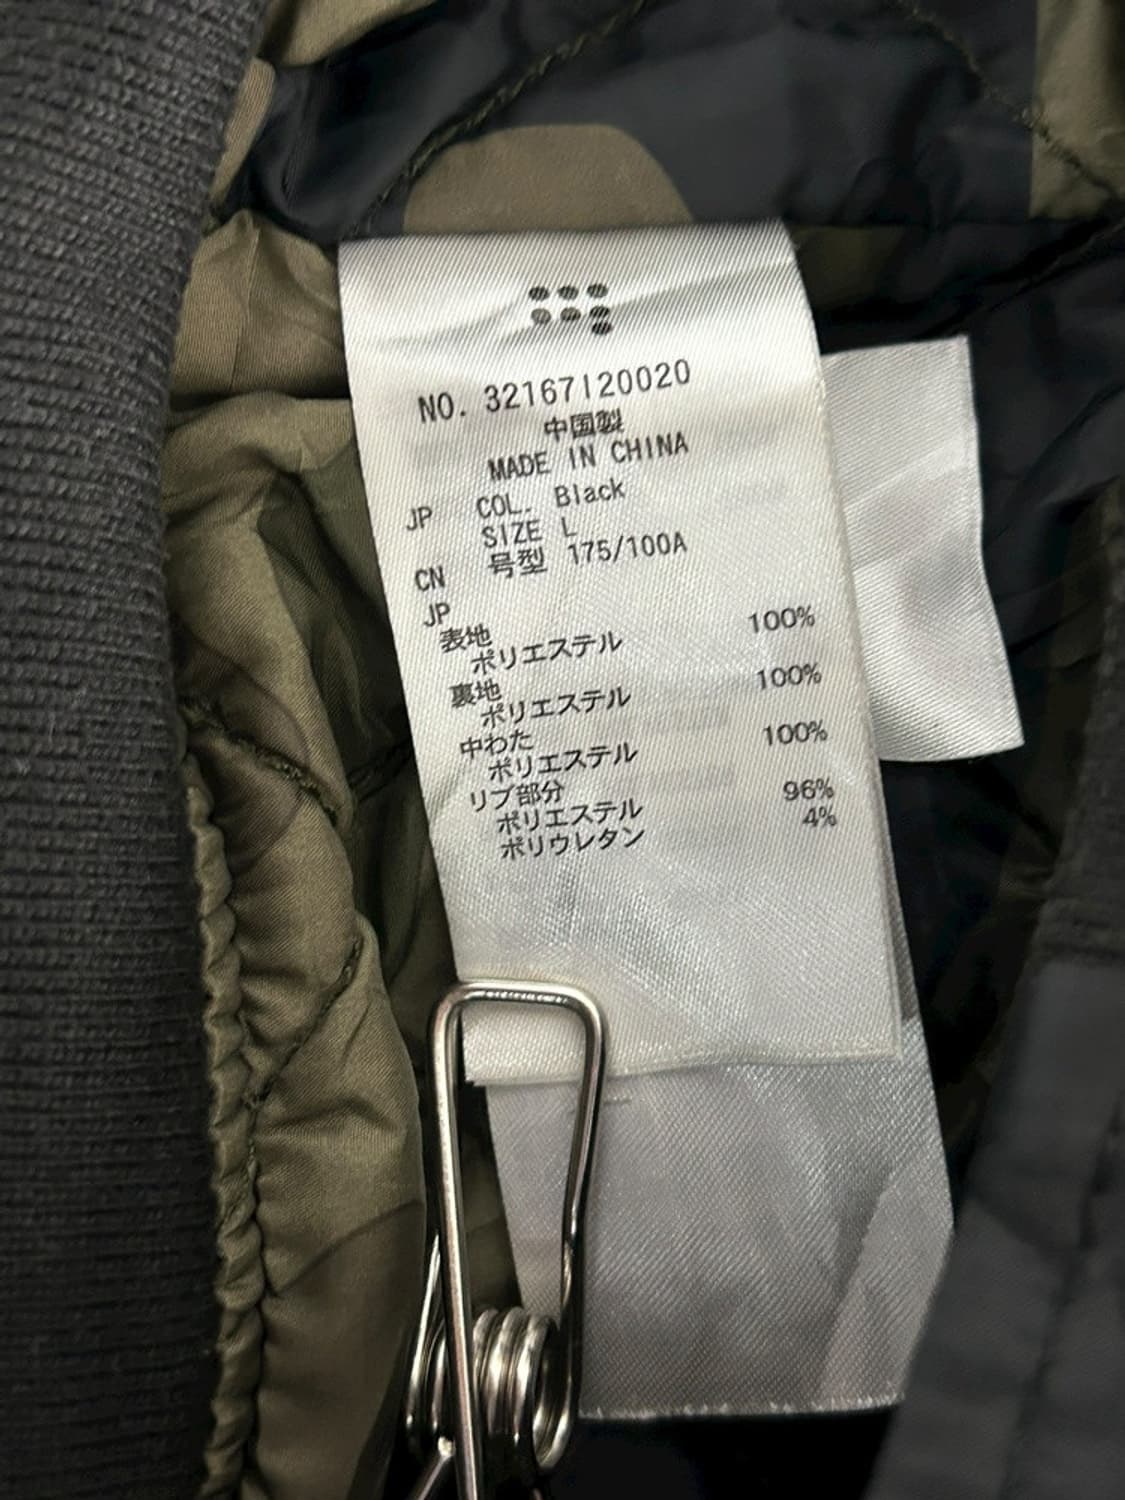 NO. 32167120020
中国製
MADE IN CHINA
JP COL. Black
SIZE L
CN 号型 175/100A
JP
表地
ポリエステル 100%
裏地
ポリエステル 100%
中わた
ポリエステル 100%
リブ部分
ポリエステル 96%
ポリウレタン 4%